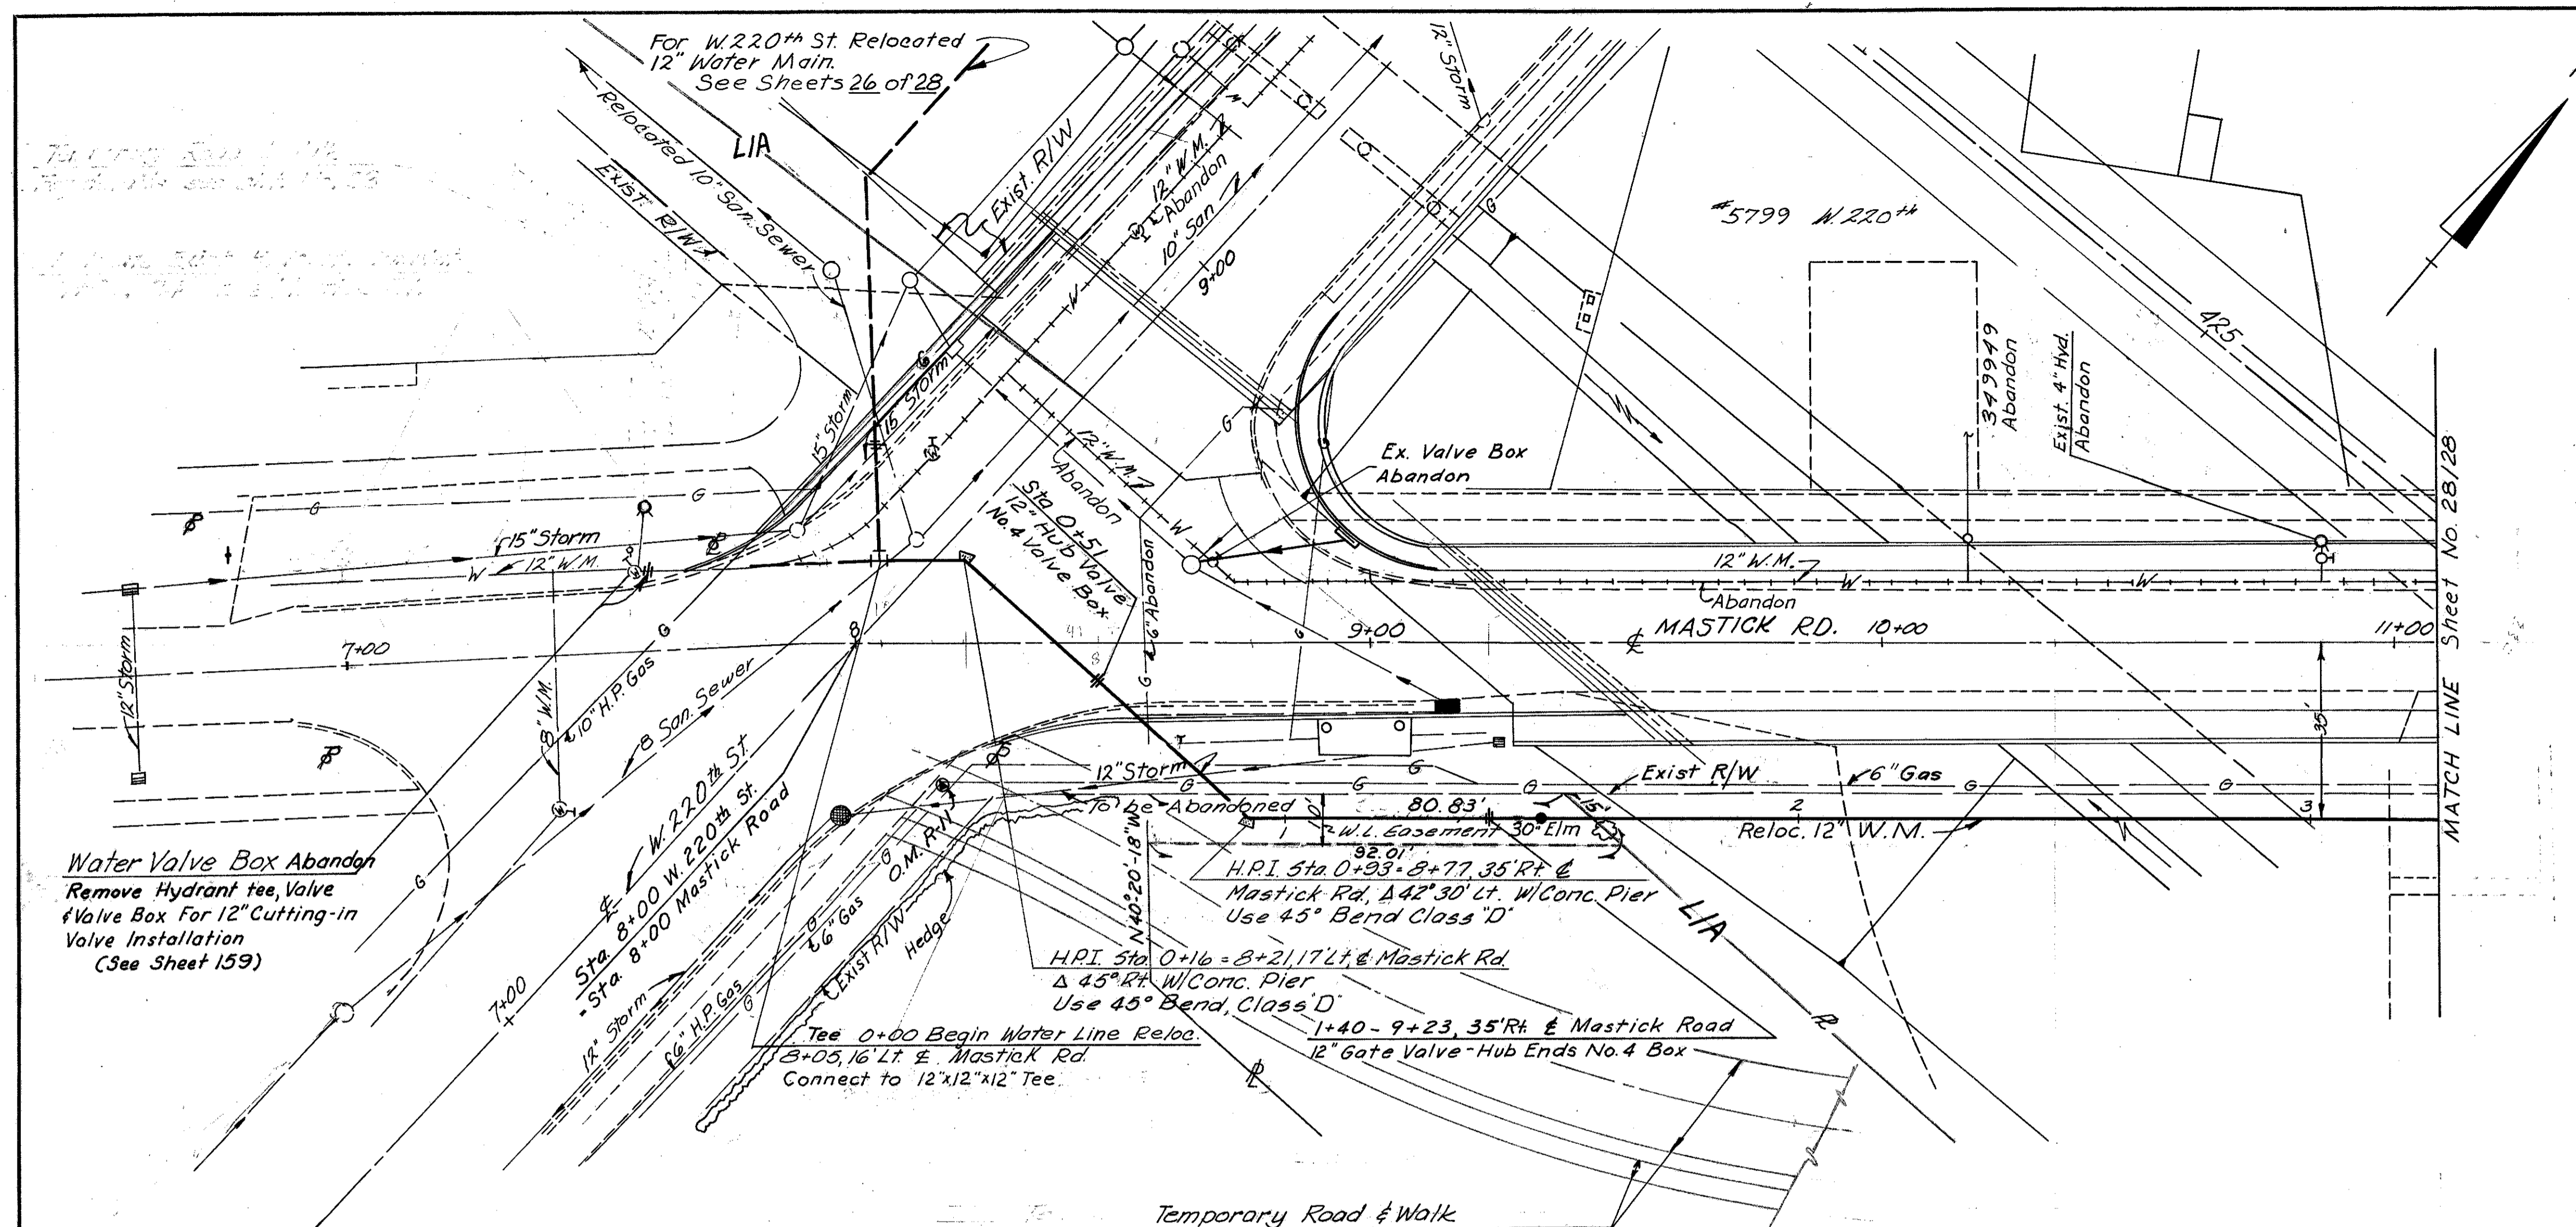 For W.220th St. Relocated
12" Water Main.
See Sheets 26 of 28
Relocated 10" San. Sewer
L/A
Exist. R/W
Exist. R/W
12" W.M.
Abandon
10" San
9+00
12" Storm
#5799 W.220th
425
349949
Abandon
Exist. 4" Hyd.
Abandon
15" Storm
15" Storm
12" W.M.
Abandon
Ex. Valve Box
Abandon
Sta 0+51
12" Hub Valve
No.4 Valve Box
6" Abandon
15" Storm
12" W.M.
12" W.M.
Abandon
7+00
8
9+00
℄ MASTICK RD. 10+00
11+00
MATCH LINE Sheet No. 28/28
12" Storm
8" W.M.
℄ 10" H.P. Gas
8 San. Sewer
35'
12" Storm
Exist R/W
6" Gas
To be Abandoned
80.83'
15'
W.L. Easement
30" Elm
92.01'
2
3
Reloc. 12" W.M.
℄ W. 220th St.
Sta. 8+00 W. 220th St.
= Sta. 8+00 Mastick Road
O.M. R-11
N40°20'-18"W
Water Valve Box Abandon
Remove Hydrant tee, Valve
& Valve Box For 12" Cutting-in
Valve Installation
(See Sheet 159)
H.P.I. Sta. 0+93 = 8+77, 35' Rt. ℄
Mastick Rd., Δ 42°30' Lt. W/Conc. Pier
Use 45° Bend Class "D"
℄ 6" Gas
Exist R/W
Hedge
H.P.I. Sta 0+16 = 8+21, 17' Lt. ℄ Mastick Rd.
Δ 45° Rt. W/Conc. Pier
Use 45° Bend, Class "D"
L/A
7+00
12" Storm
℄ 6" H.P. Gas
Tee 0+00 Begin Water Line Reloc.
8+05, 16' Lt. ℄ Mastick Rd.
Connect to 12"x12"x12" Tee.
1+40 - 9+23, 35' Rt. ℄ Mastick Road
12" Gate Valve - Hub Ends No. 4 Box
Temporary Road & Walk